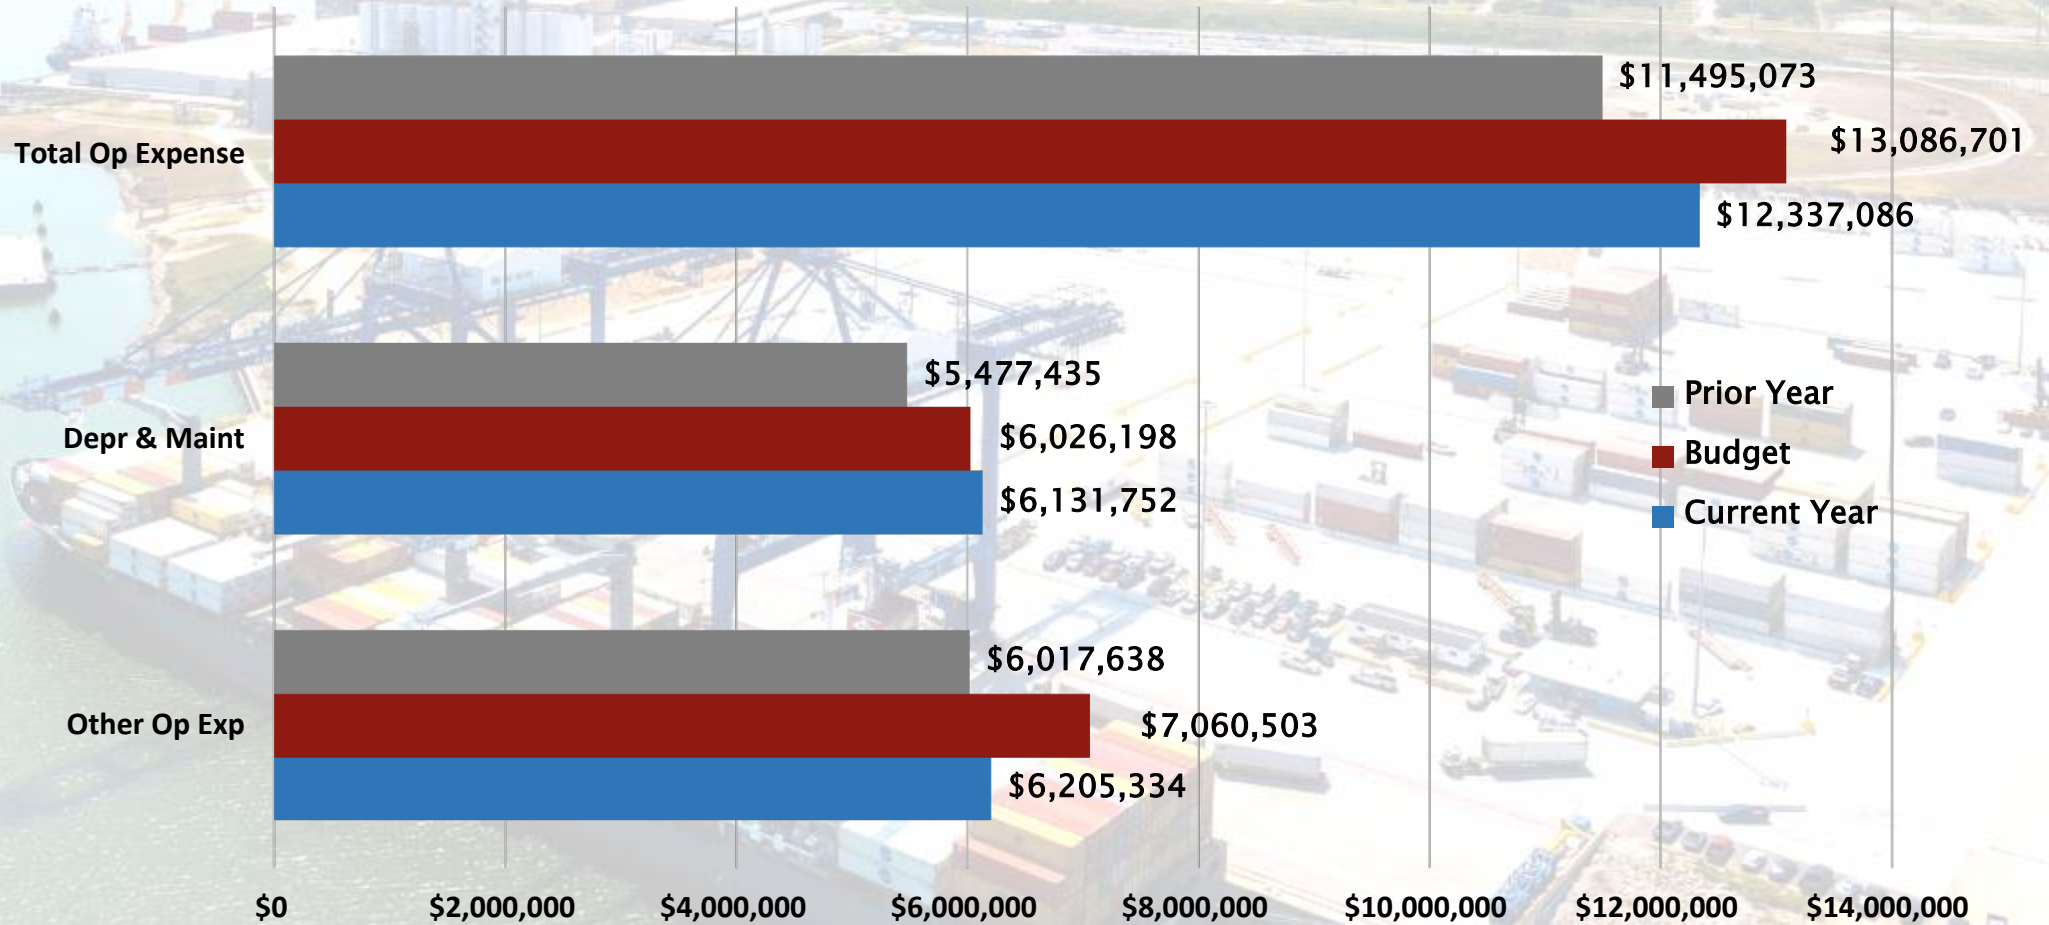 $11,495,073
$13,086,701
Total Op Expense
$12,337,086
$5,477,435
Prior Year
Depr & Maint
$6,026,198
Budget
$6,131,752
Current Year
$6,017,638
Other Op Exp
$7,060,503
$6,205,334
$0 $2,000,000 $4,000,000 $6,000,000 $8,000,000 $10,000,000 $12,000,000 $14,000,000